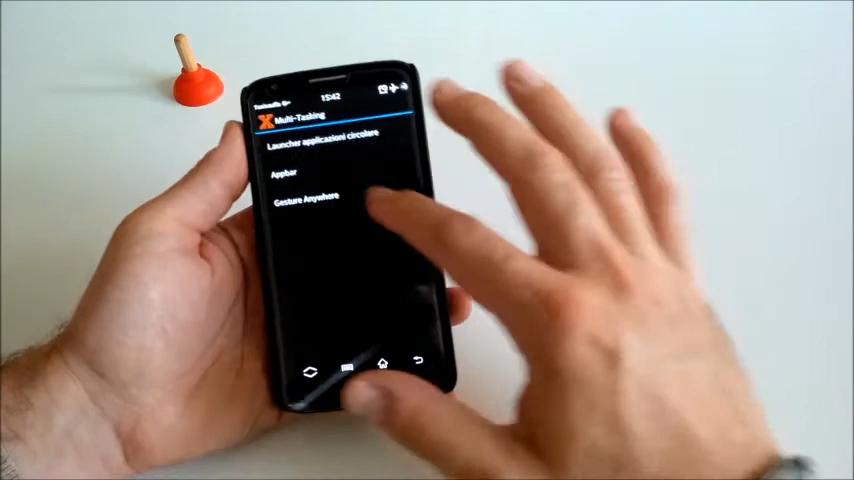 15:42
Multi-Tasking
Launcher applicazioni circolare
Appbar
Gesture Anywhere